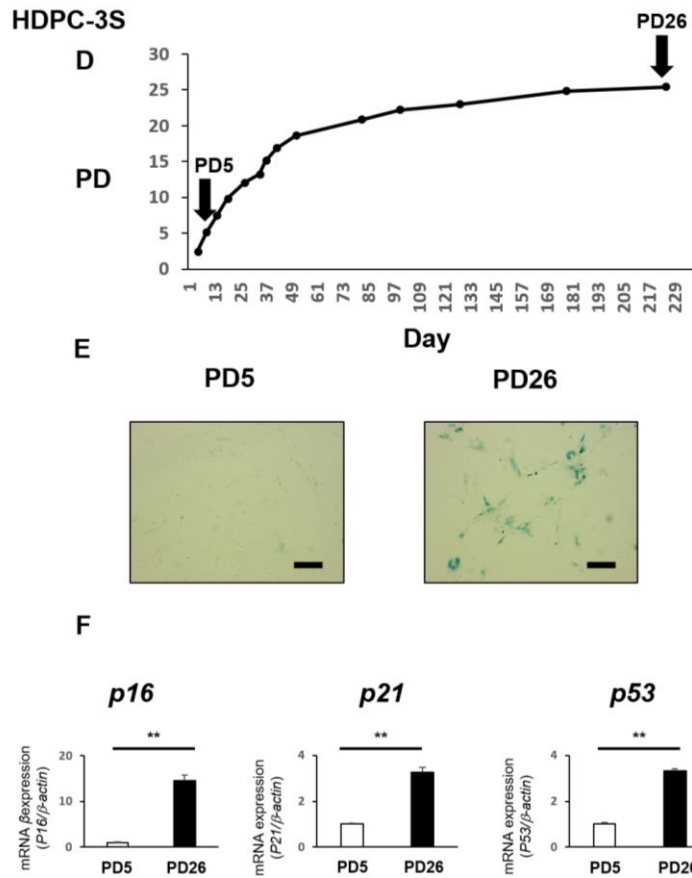 HDPC-3S
D
PD26
30
25
20
15
10
5
0
PD
PD5
1 13 25 37 49 61 73 85 97 109 121 133 145 157 169 181 193 205 217 229
Day
E
PD5 PD26
F
p16 p21 p53
mRNA βexpression
(P16/β-actin)
20
10
0
**
PD5 PD26
mRNA expression
(P21/β-actin)
4
2
0
**
PD5 PD26
mRNA expression
(P53/β-actin)
4
2
0
**
PD5 PD26